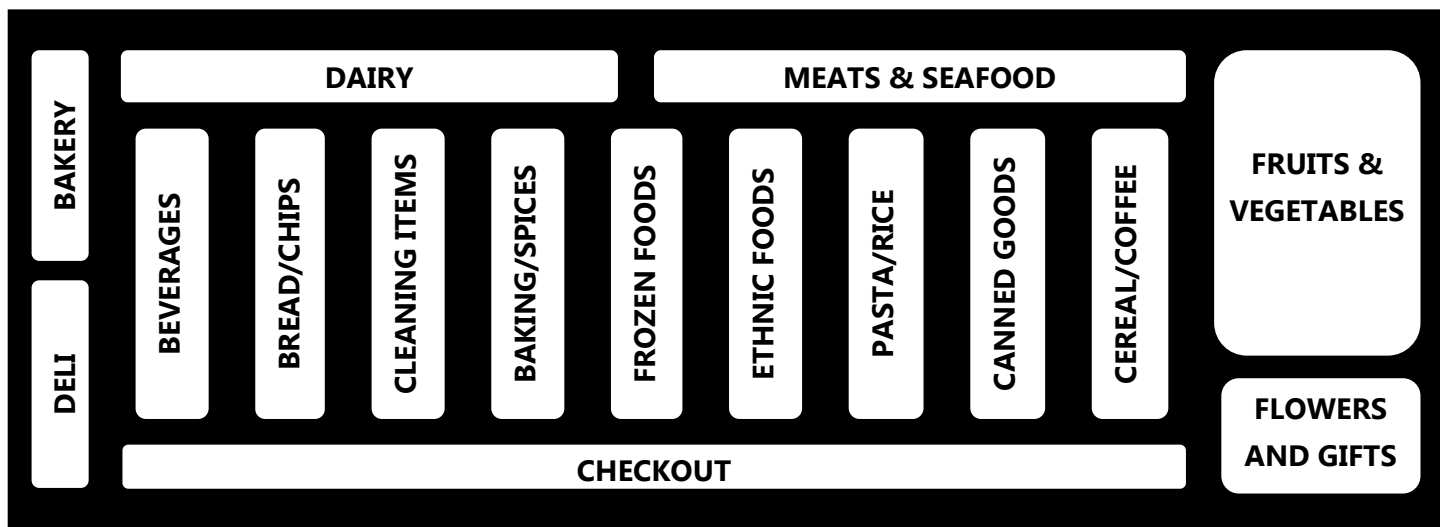 BAKERY
DAIRY
MEATS & SEAFOOD
FRUITS &
VEGETABLES
BEVERAGES
BREAD/CHIPS
CLEANING ITEMS
BAKING/SPICES
FROZEN FOODS
ETHNIC FOODS
PASTA/RICE
CANNED GOODS
CEREAL/COFFEE
DELI
FLOWERS
AND GIFTS
CHECKOUT